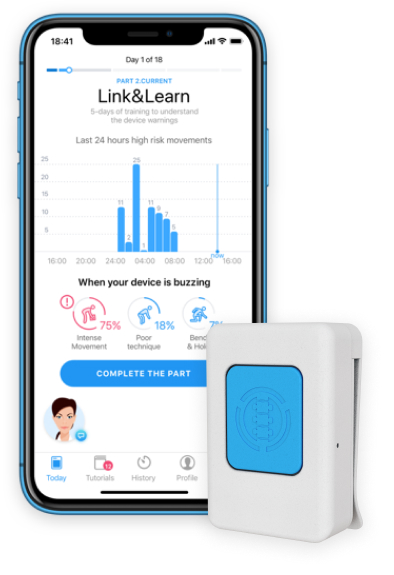 18:41
Day 1 of 18
PART 2.CURRENT
Link&Learn
5-days of training to understand
the device warnings
Last 24 hours high risk movements
25
20
15
10
5
11
2
25
1
11
9
7
5
16:00 20:00 24:00 04:00 08:00 12:00 now 16:00
When your device is buzzing
75% 18% 7%
Intense Poor
Movement technique
& Hol
COMPLETE THE PART
12
Today Tutorials History Profile